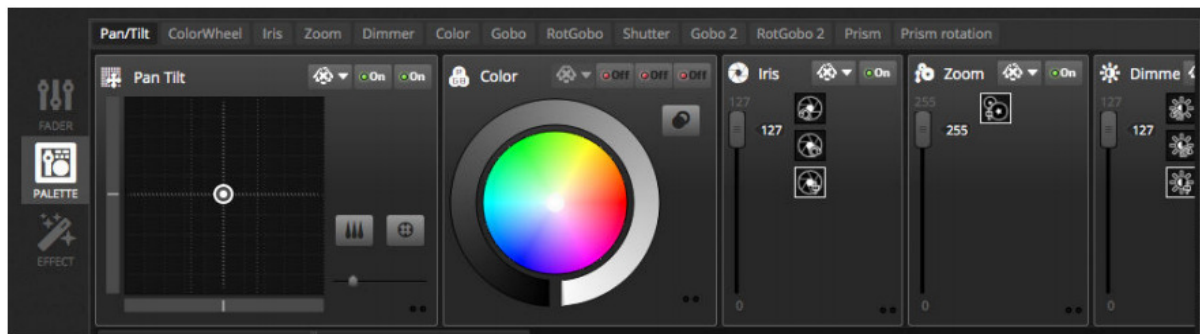 Pan/Tilt ColorWheel Iris Zoom Dimmer Color Gobo RotGobo Shutter Gobo 2 RotGobo 2 Prism Prism rotation
Pan Tilt On On
RGB Color Off Off Off
Iris On
Zoom On
Dimme
FADER
PALETTE
EFFECT
127
127
0
255
255
0
127
127
0